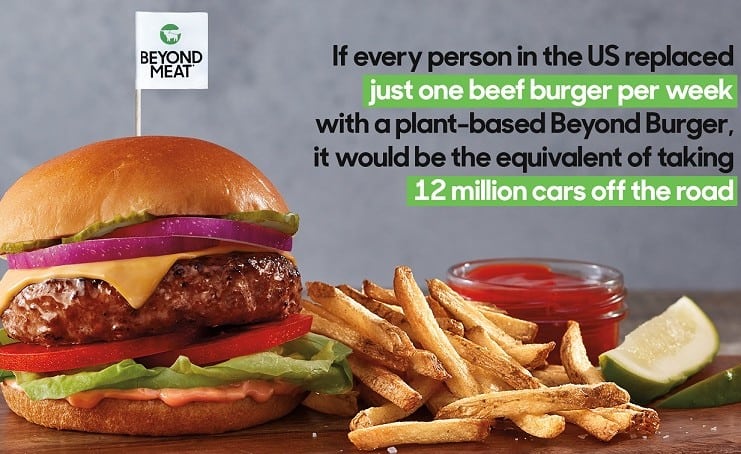 BEYOND
MEAT
If every person in the US replaced
just one beef burger per week
with a plant-based Beyond Burger,
it would be the equivalent of taking
12 million cars off the road